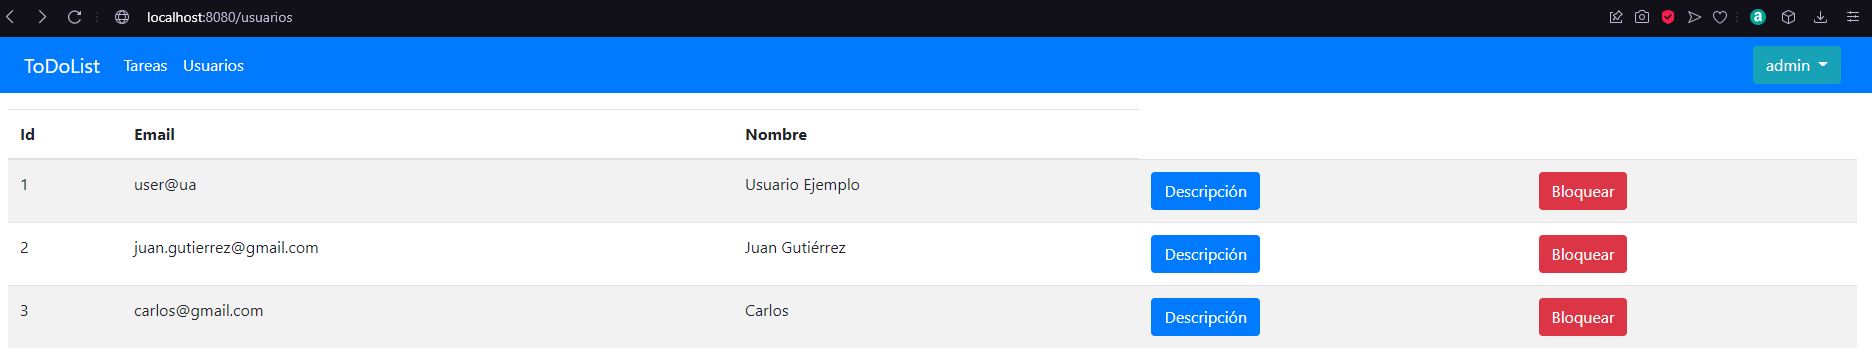 localhost:8080/usuarios
ToDoList Tareas Usuarios admin
Id Email Nombre
1 user@ua Usuario Ejemplo Descripción Bloquear
2 juan.gutierrez@gmail.com Juan Gutiérrez Descripción Bloquear
3 carlos@gmail.com Carlos Descripción Bloquear